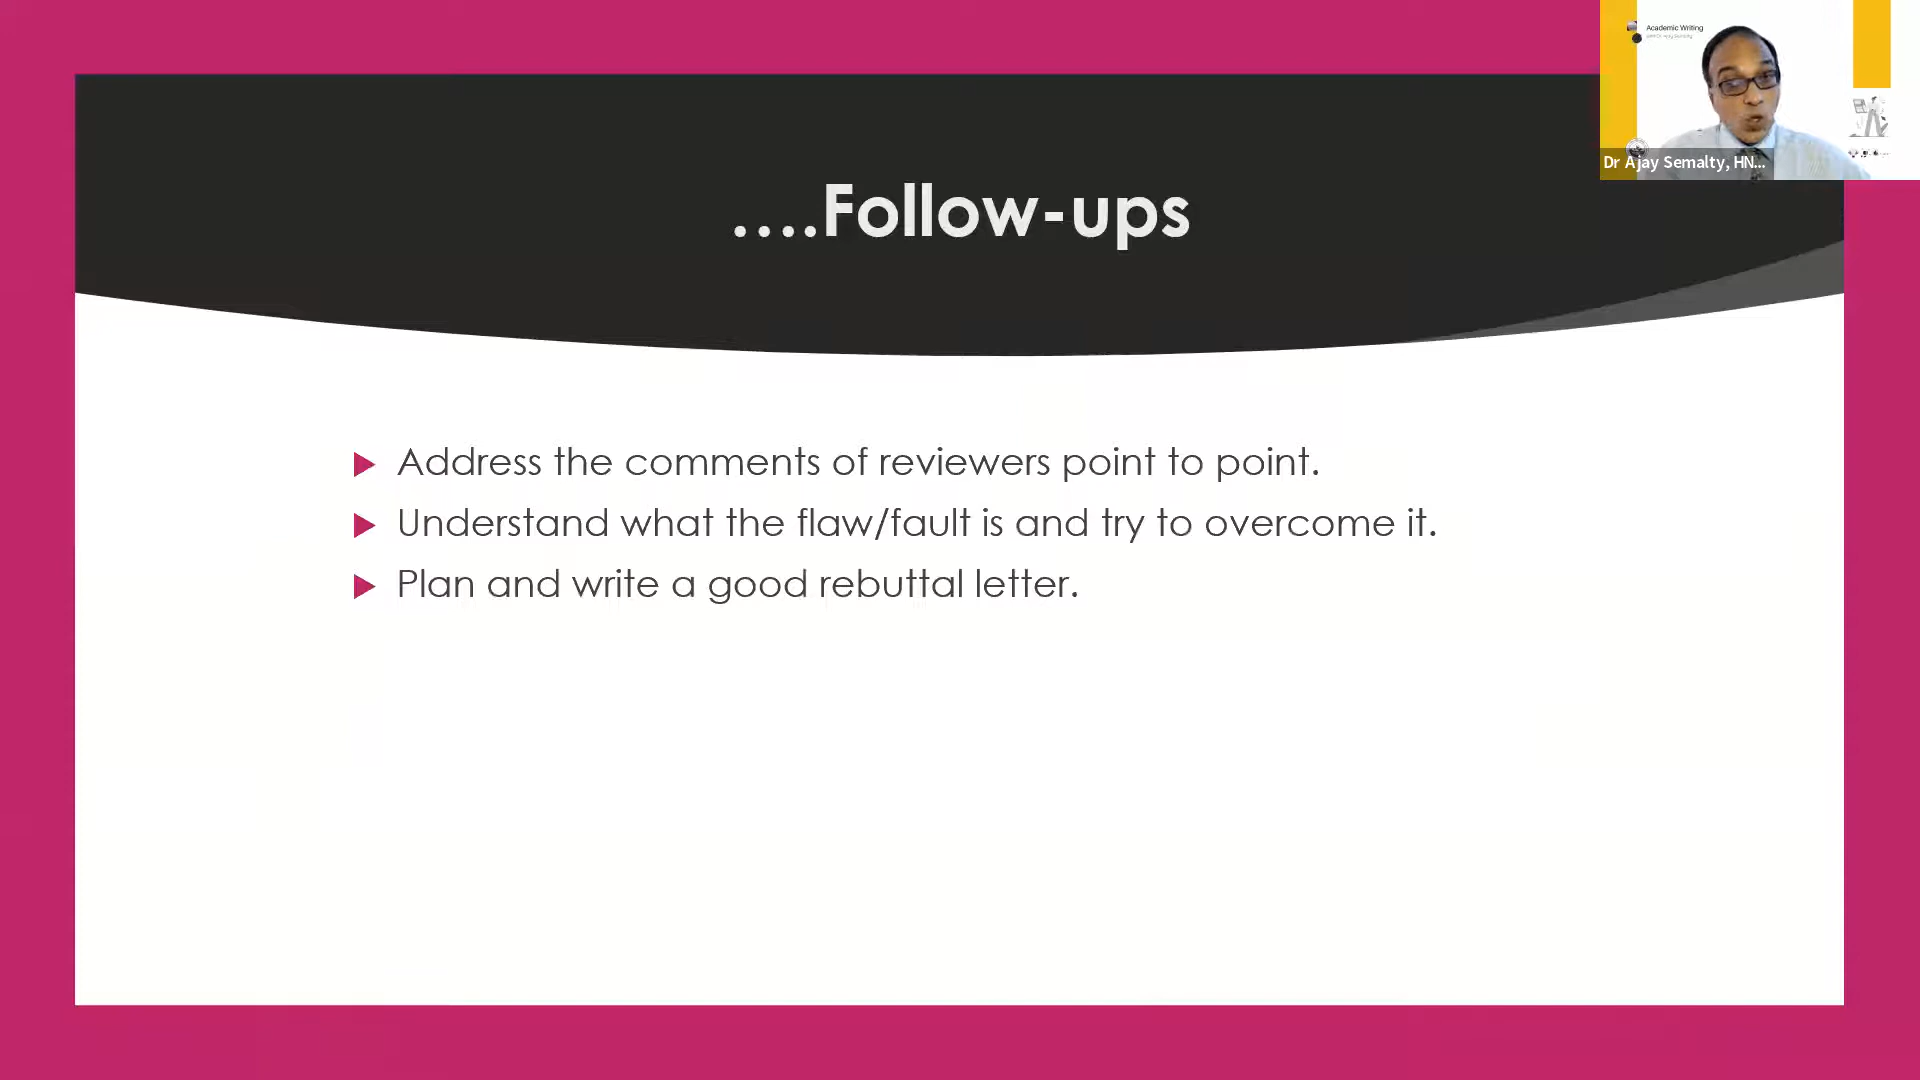 Academic Writing
....Follow-ups
Dr Ajay Semalty, HN...
Address the comments of reviewers point to point.
Understand what the flaw/fault is and try to overcome it.
Plan and write a good rebuttal letter.